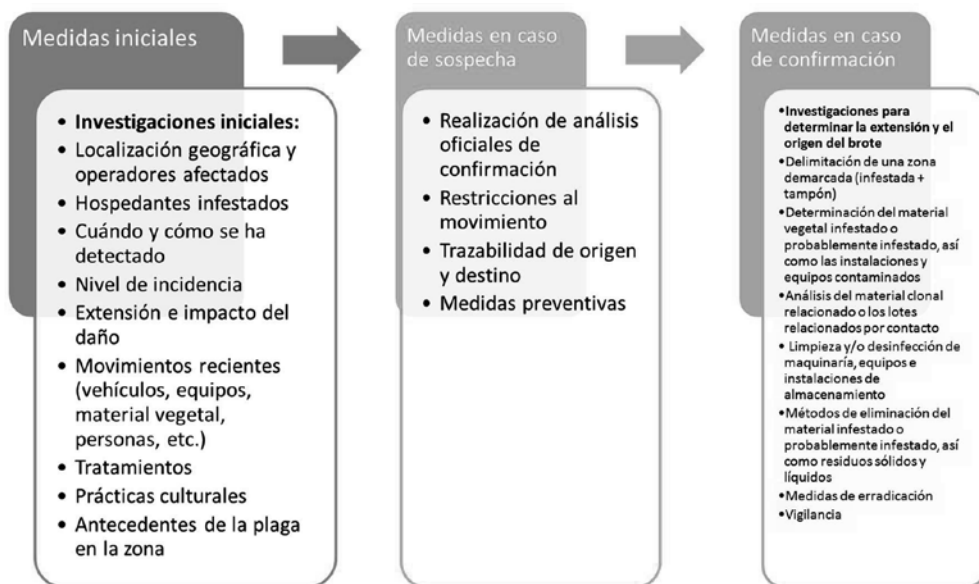 Medidas iniciales
• Investigaciones iniciales:
• Localización geográfica y
operadores afectados
• Hospedantes infestados
• Cuándo y cómo se ha
detectado
• Nivel de incidencia
• Extensión e impacto del
daño
• Movimientos recientes
(vehículos, equipos,
material vegetal,
personas, etc.)
• Tratamientos
• Prácticas culturales
• Antecedentes de la plaga
en la zona
Medidas en caso
de sospecha
• Realización de análisis
oficiales de
confirmación
• Restricciones al
movimiento
• Trazabilidad de origen
y destino
• Medidas preventivas
Medidas en caso
de confirmación
•Investigaciones para
determinar la extensión y el
origen del brote
•Delimitación de una zona
demarcada (infestada +
tampón)
•Determinación del material
vegetal infestado o
probablemente infestado, así
como las instalaciones y
equipos contaminados
•Análisis del material clonal
relacionado o los lotes
relacionados por contacto
• Limpieza y/o desinfección de
maquinaría, equipos e
instalaciones de
almacenamiento
•Métodos de eliminación del
material infestado o
probablemente infestado, así
como residuos sólidos y
líquidos
•Medidas de erradicación
•Vigilancia